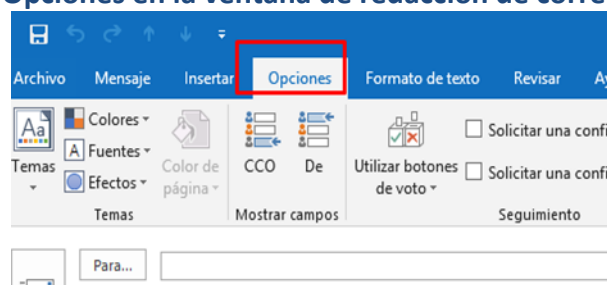 Opciones en la ventana de redacción de corre
Archivo Mensaje Insertar Opciones Formato de texto Revisar Ay
Aa Temas
Colores
A Fuentes
Efectos
Color de página
CCO
De
Utilizar botones de voto
Solicitar una confi
Solicitar una confi
Temas Mostrar campos Seguimiento
Para...